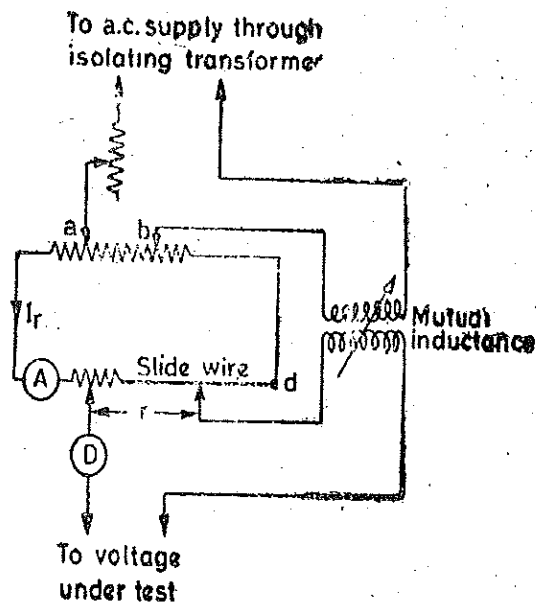 To a.c. supply through
isolating transformer
a
b
Ir
Mutual
inductance
A
Slide wire
d
r
D
To voltage
under test